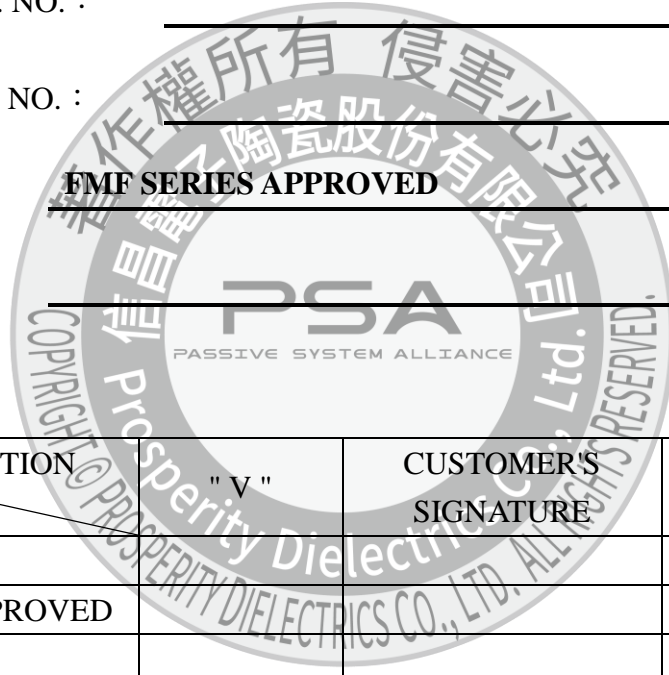 . NO.：
NO.：
FMF SERIES APPROVED
著作權所有 侵害必究
信昌電子陶瓷股份有限公司
PSA
PASSIVE SYSTEM ALLIANCE
Prosperity Dielectrics Co., Ltd.
COPYRIGHT © PROSPERITY DIELECTRICS CO., LTD. ALL RIGHTS RESERVED.
TION
" V "
CUSTOMER'S
SIGNATURE
PROVED